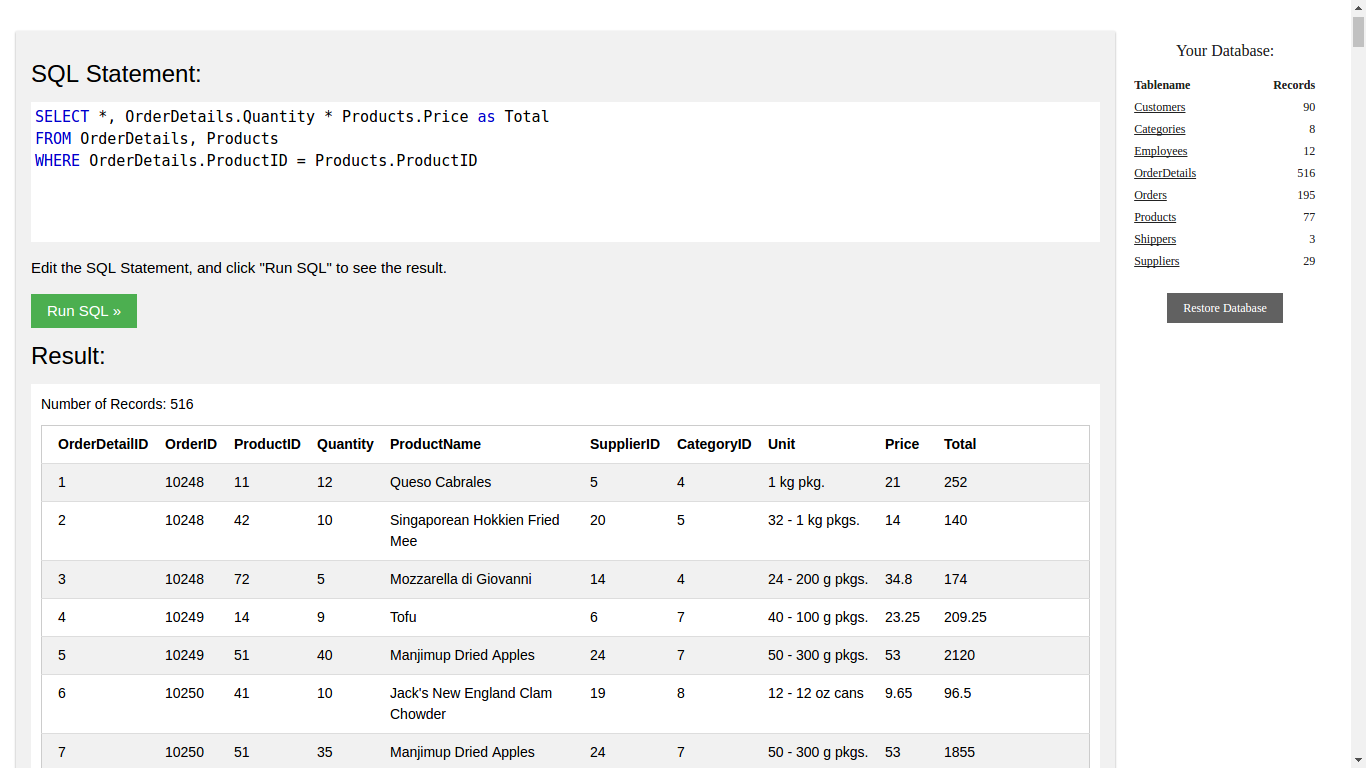 SQL Statement:
SELECT *, OrderDetails.Quantity * Products.Price as Total
FROM OrderDetails, Products
WHERE OrderDetails.ProductID = Products.ProductID
Edit the SQL Statement, and click "Run SQL" to see the result.
Run SQL »
Result:
Number of Records: 516
OrderDetailID OrderID ProductID Quantity ProductName SupplierID CategoryID Unit Price Total
1 10248 11 12 Queso Cabrales 5 4 1 kg pkg. 21 252
2 10248 42 10 Singaporean Hokkien Fried 20 5 32 - 1 kg pkgs. 14 140
Mee
3 10248 72 5 Mozzarella di Giovanni 14 4 24 - 200 g pkgs. 34.8 174
4 10249 14 9 Tofu 6 7 40 - 100 g pkgs. 23.25 209.25
5 10249 51 40 Manjimup Dried Apples 24 7 50 - 300 g pkgs. 53 2120
6 10250 41 10 Jack's New England Clam 19 8 12 - 12 oz cans 9.65 96.5
Chowder
7 10250 51 35 Manjimup Dried Apples 24 7 50 - 300 g pkgs. 53 1855
Your Database:
Tablename Records
Customers 90
Categories 8
Employees 12
OrderDetails 516
Orders 195
Products 77
Shippers 3
Suppliers 29
Restore Database